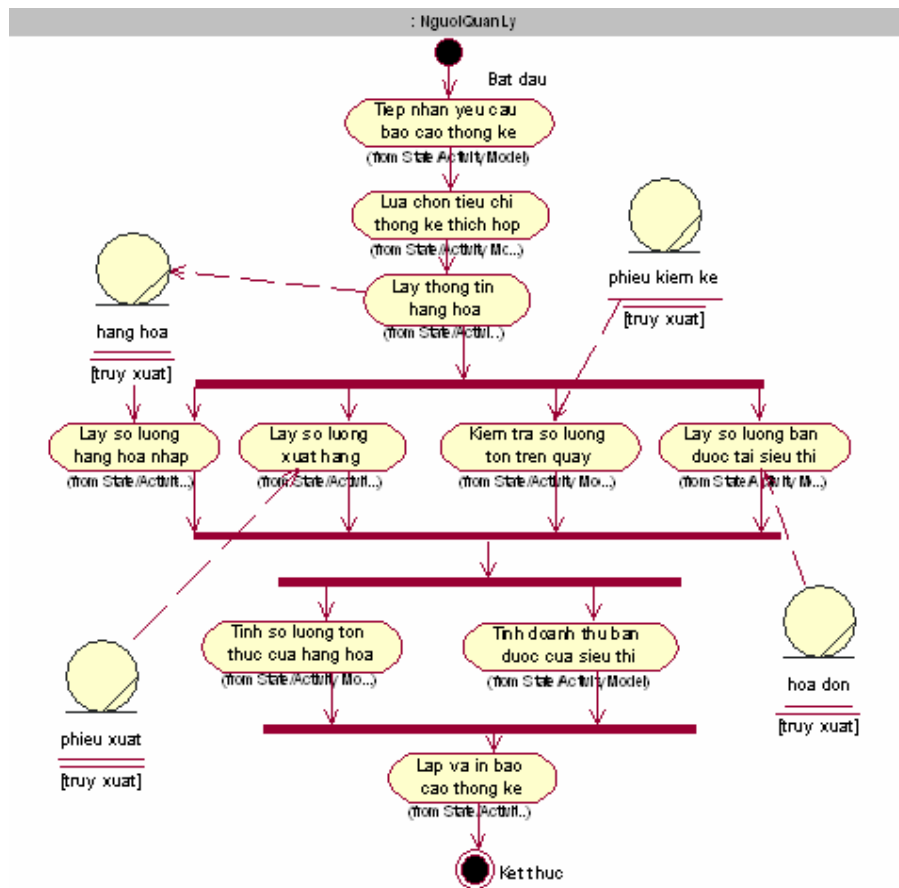 : NguoiQuanLy
Bat dau
Tiep nhan yeu cau
bao cao thong ke
(from State/Activity Model)
Lua chon tieu chi
thong ke thich hop
(from State/Activity Mo...)
Lay thong tin
hang hoa
(from State/Activi...)
hang hoa
[truy xuat]
phieu kiem ke
[truy xuat]
Lay so luong
hang hoa nhap
(from State/Activit...)
Lay so luong
xuat hang
(from State/Activit...)
Kiem tra so luong
ton tren quay
(from State/Activity Mo...)
Lay so luong ban
duoc tai sieu thi
(from State/Activity M...)
Tinh so luong ton
thuc cua hang hoa
(from State/Activity Mo...)
Tinh doanh thu ban
duoc cua sieu thi
(from State/Activity Model)
phieu xuat
[truy xuat]
hoa don
[truy xuat]
Lap va in bao
cao thong ke
(from State/Activit...)
Ket thuc